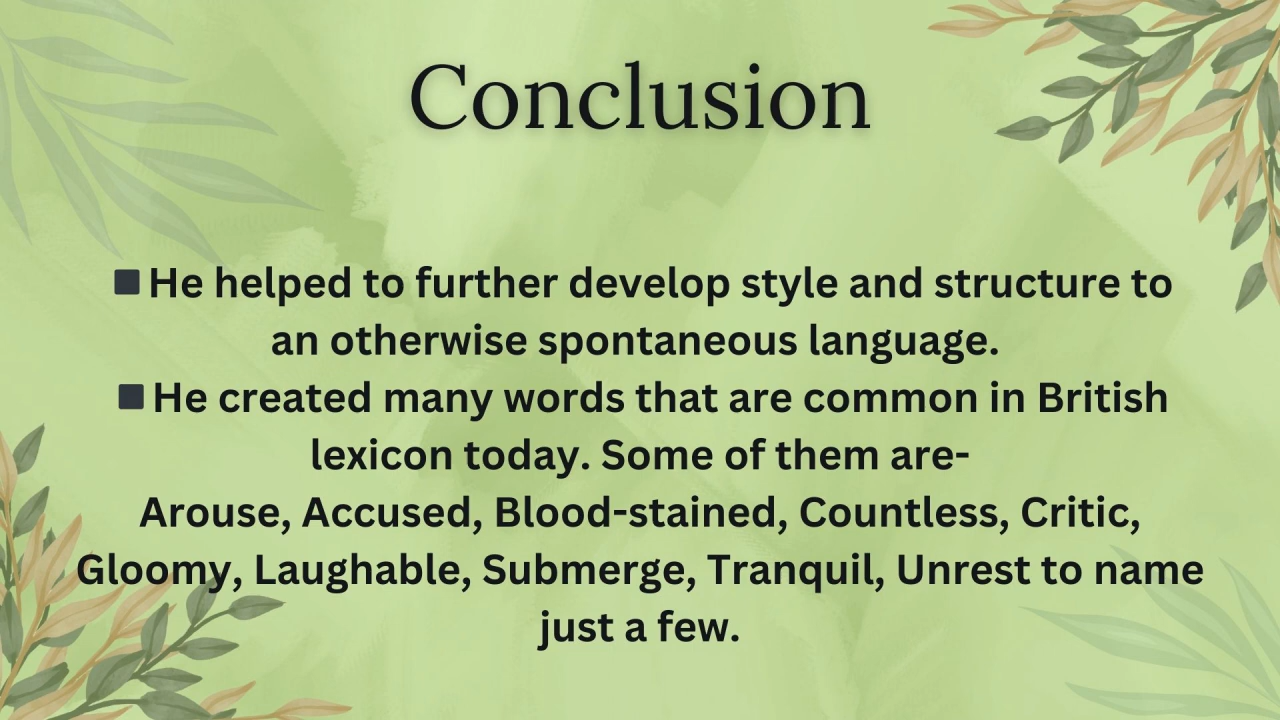 Conclusion
■ He helped to further develop style and structure to
an otherwise spontaneous language.
■ He created many words that are common in British
lexicon today. Some of them are-
Arouse, Accused, Blood-stained, Countless, Critic,
Gloomy, Laughable, Submerge, Tranquil, Unrest to name
just a few.